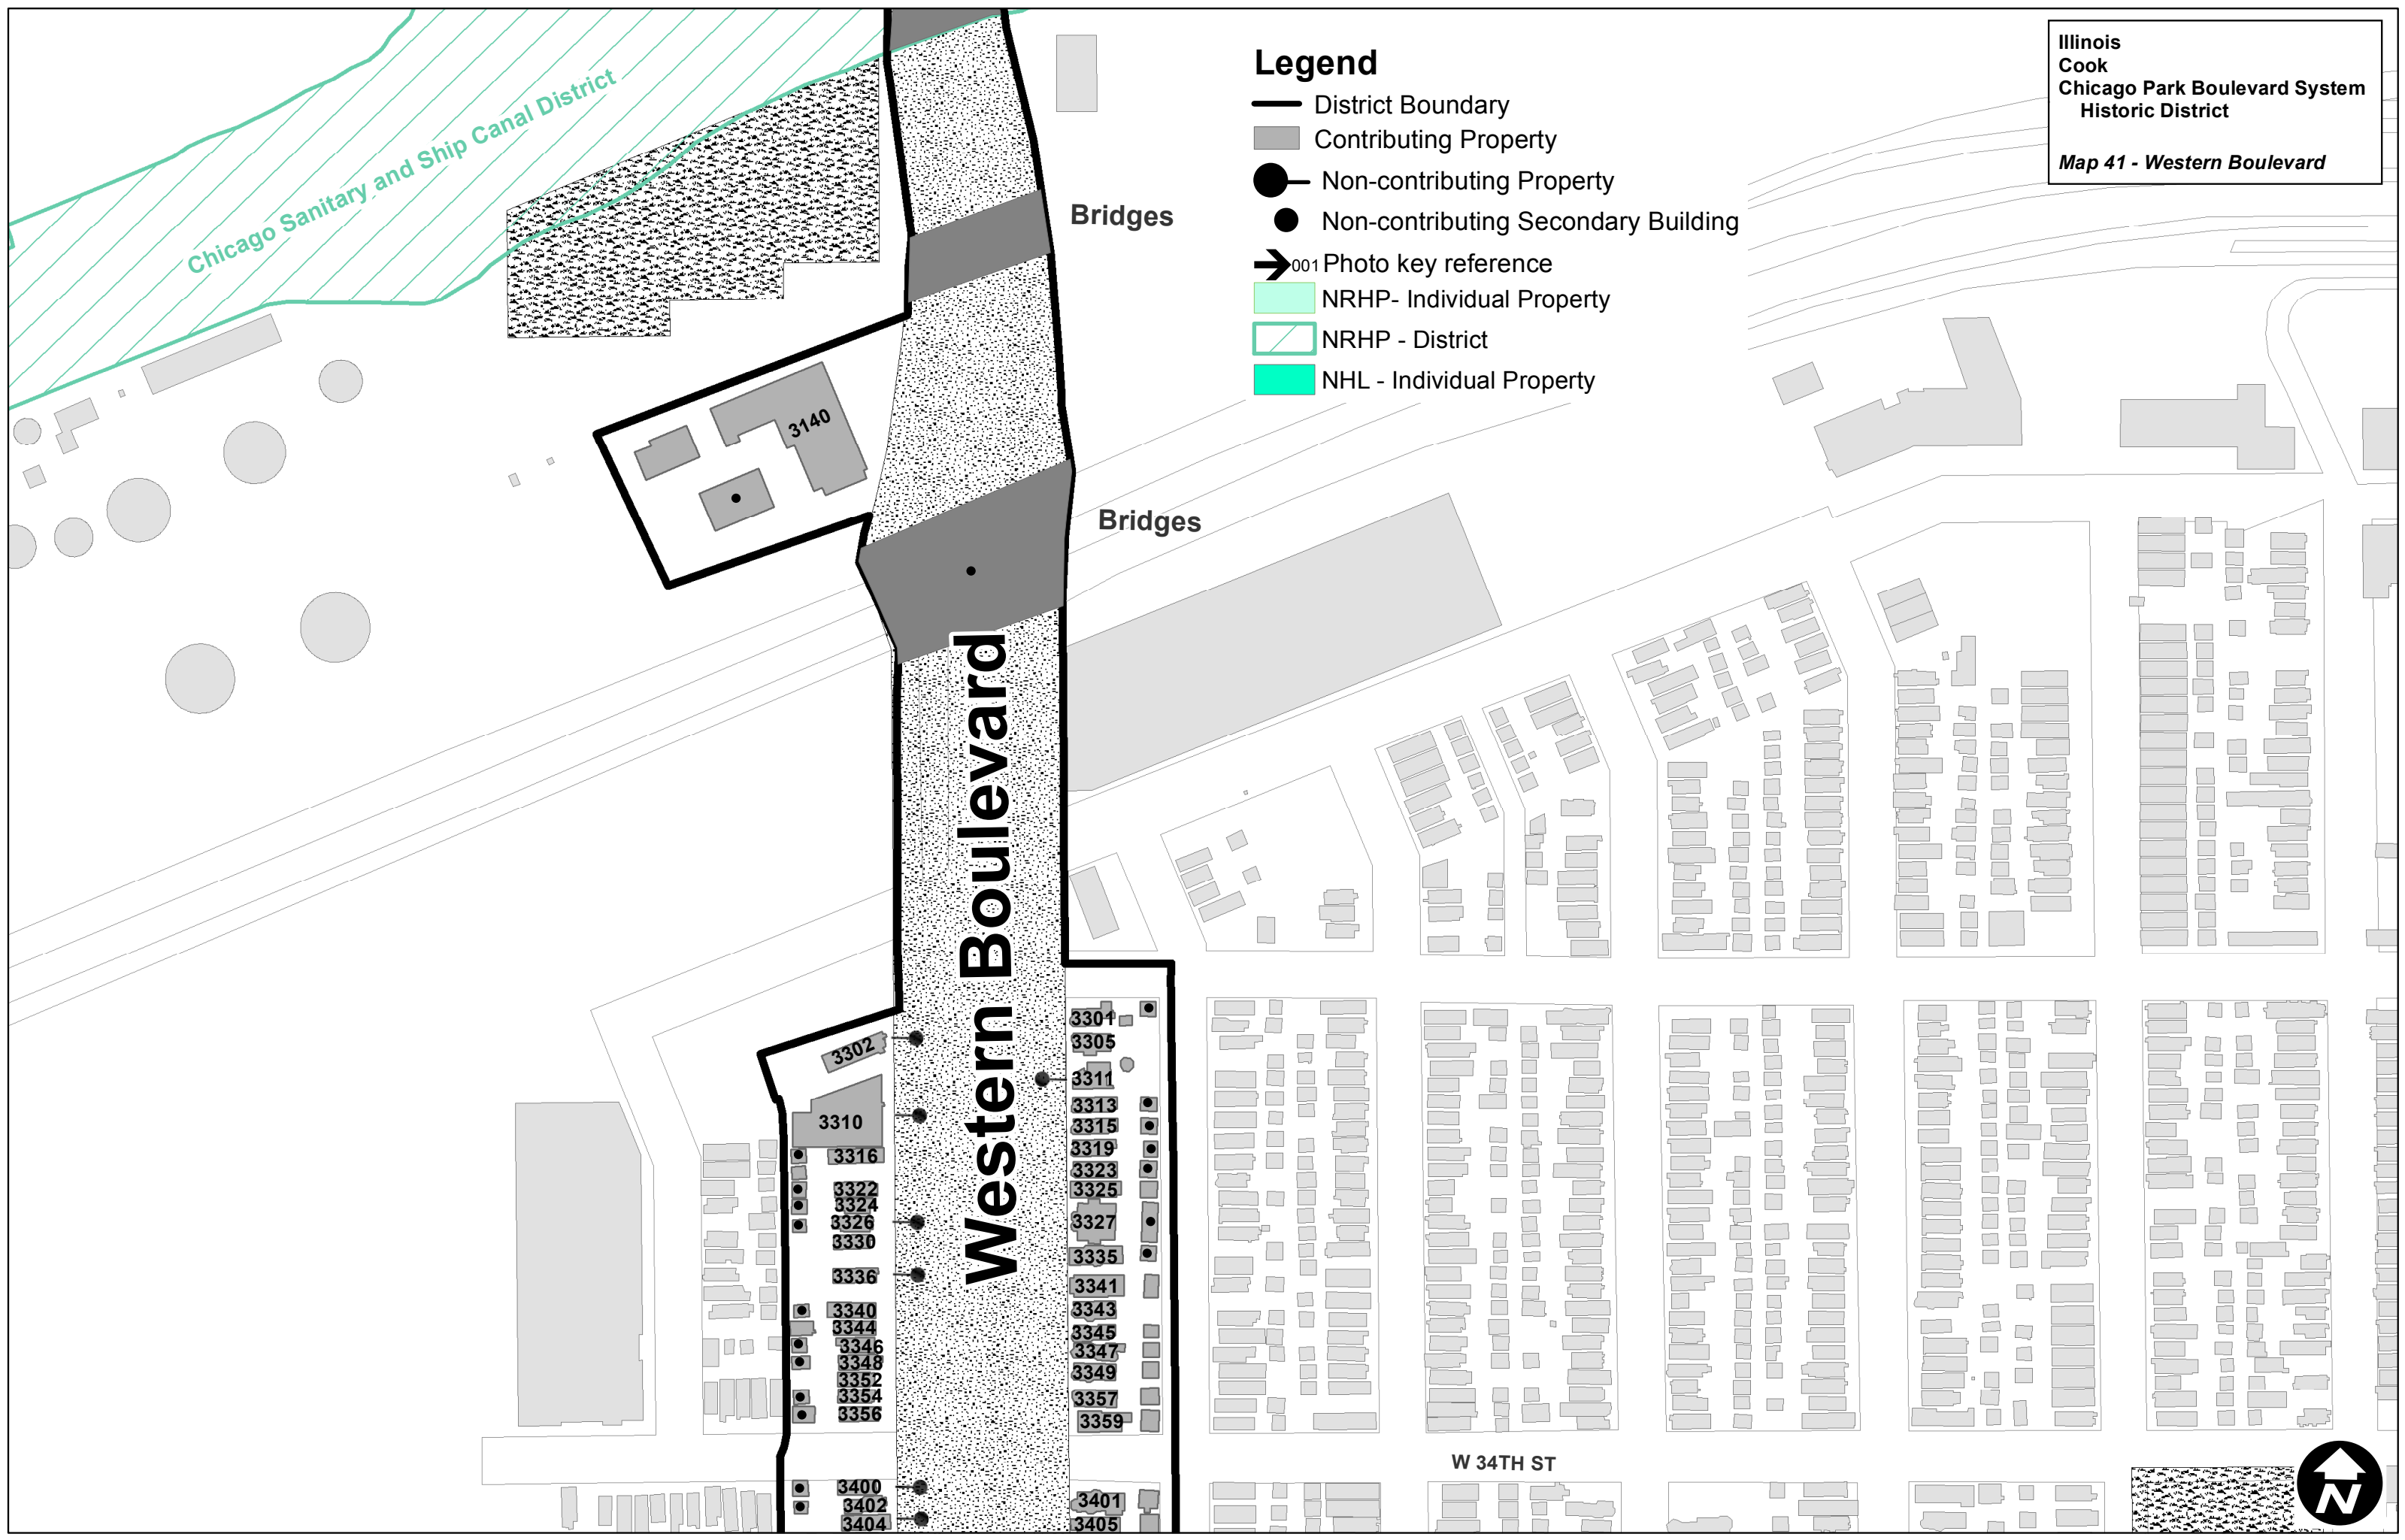 Illinois
Cook
Chicago Park Boulevard System
Historic District
Map 41 - Western Boulevard
Legend
District Boundary
Contributing Property
Non-contributing Property
Non-contributing Secondary Building
001 Photo key reference
NRHP- Individual Property
NRHP - District
NHL - Individual Property
Chicago Sanitary and Ship Canal District
Bridges
Bridges
3140
Western Boulevard
3302
3310
3316
3322
3324
3326
3330
3336
3340
3344
3346
3348
3352
3354
3356
3400
3402
3404
3301
3305
3311
3313
3315
3319
3323
3325
3327
3335
3341
3343
3345
3347
3349
3357
3359
3401
3405
W 34TH ST
N